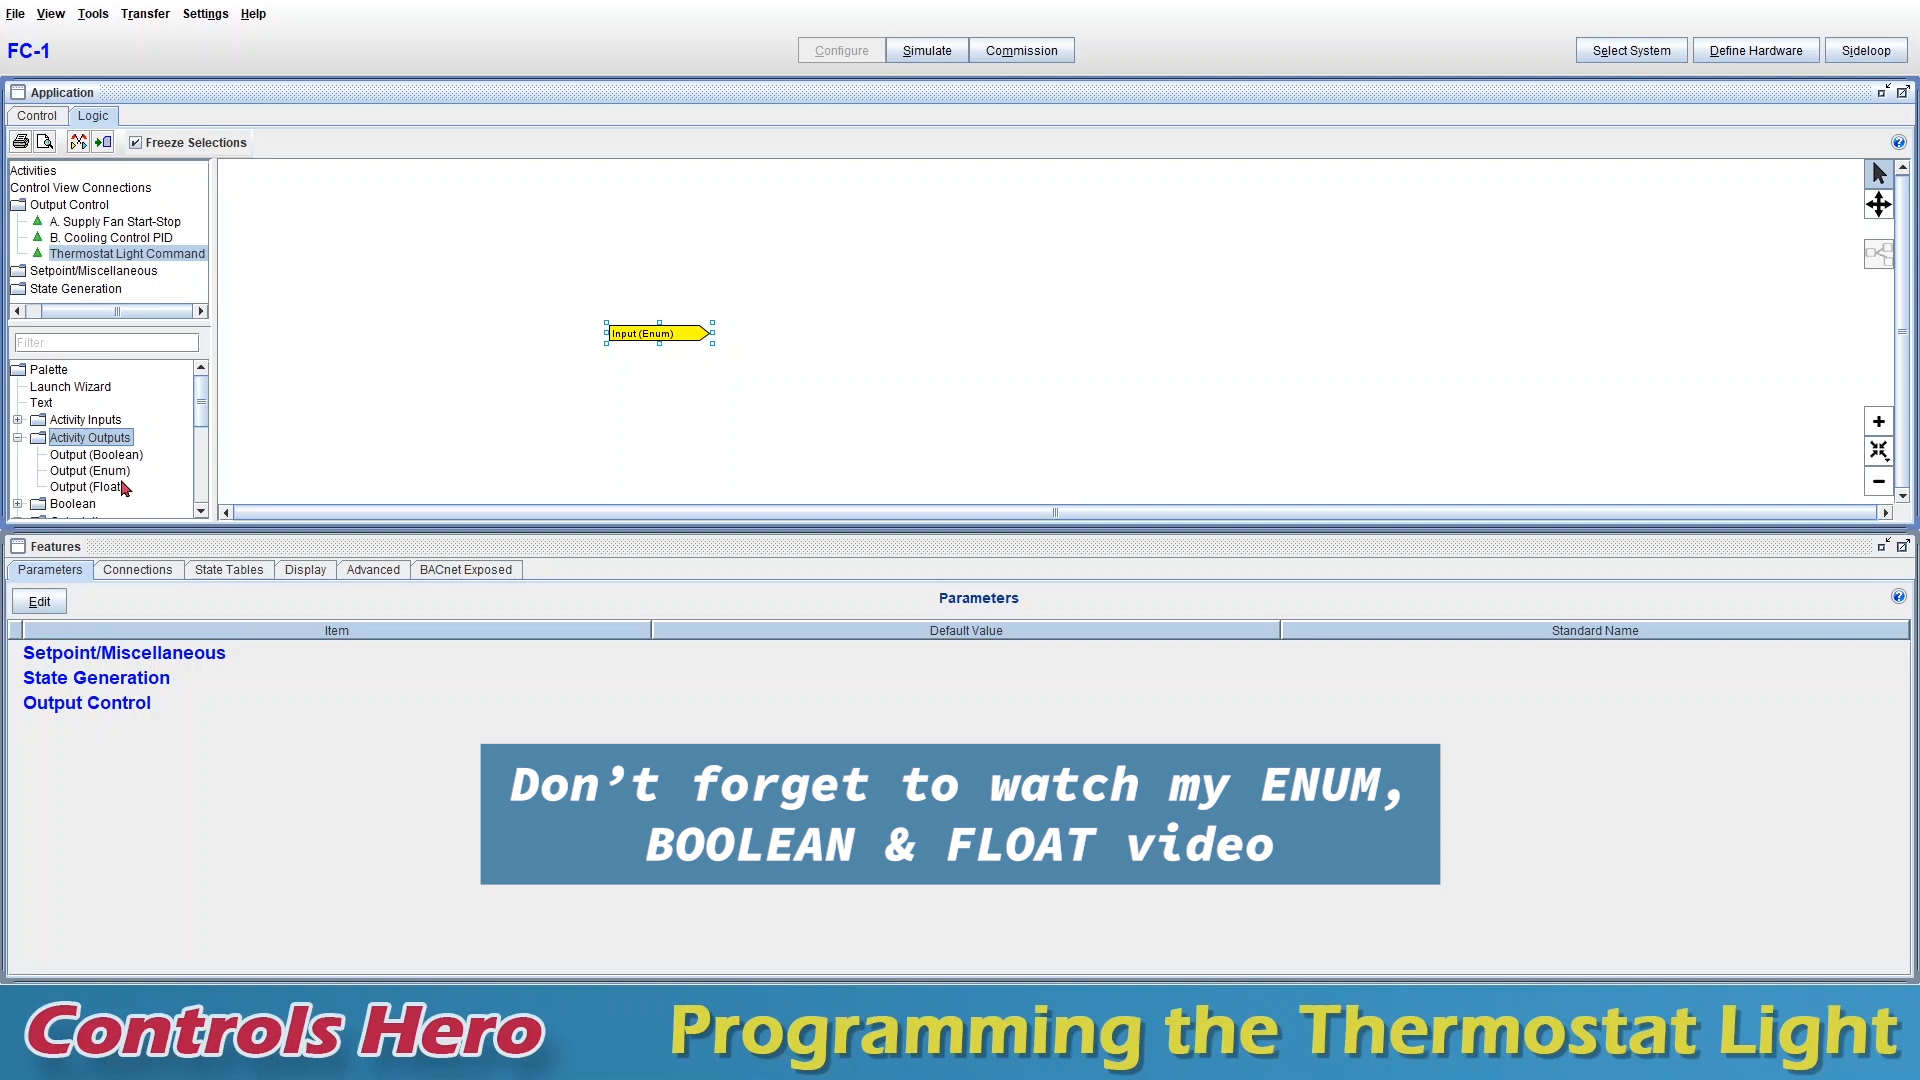 File View Tools Transfer Settings Help
FC-1
Configure Simulate Commission
Select System Define Hardware Sideloop
Application
Control Logic
Freeze Selections
Activities
Control View Connections
Output Control
A. Supply Fan Start-Stop
B. Cooling Control PID
Thermostat Light Command
Setpoint/Miscellaneous
State Generation
Input (Enum)
Filter
Palette
Launch Wizard
Text
Activity Inputs
Activity Outputs
Output (Boolean)
Output (Enum)
Output (Float
Boolean
Features
Parameters Connections State Tables Display Advanced BACnet Exposed
Edit
Parameters
Item Default Value Standard Name
Setpoint/Miscellaneous
State Generation
Output Control
Don’t forget to watch my ENUM,
BOOLEAN & FLOAT video
Controls Hero Programming the Thermostat Light